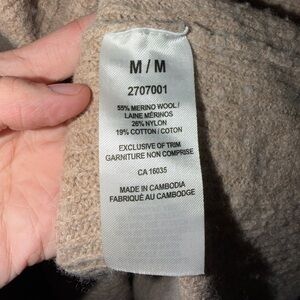 M / M
2707001
55% MERINO WOOL/
LAINE MÉRINOS
26% NYLON
19% COTTON / COTON
EXCLUSIVE OF TRIM
GARNITURE NON COMPRISE
CA 16035
MADE IN CAMBODIA
FABRIQUÉ AU CAMBODGE